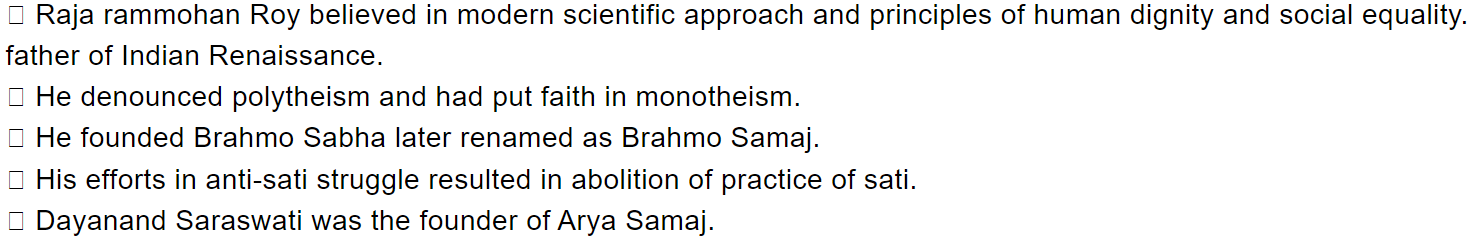 □ Raja rammohan Roy believed in modern scientific approach and principles of human dignity and social equality.
father of Indian Renaissance.
□ He denounced polytheism and had put faith in monotheism.
□ He founded Brahmo Sabha later renamed as Brahmo Samaj.
□ His efforts in anti-sati struggle resulted in abolition of practice of sati.
□ Dayanand Saraswati was the founder of Arya Samaj.